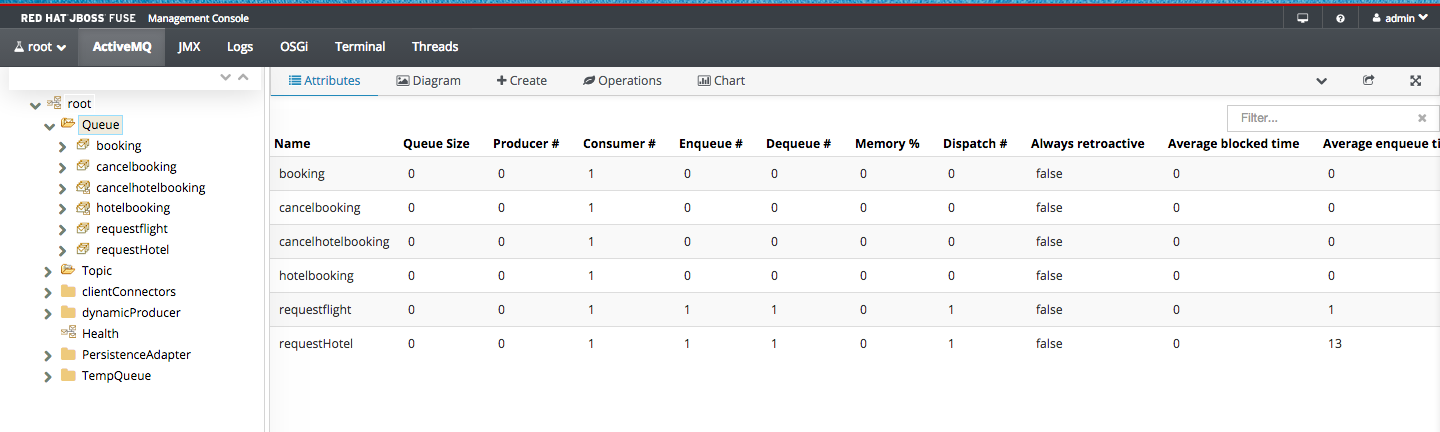 RED HAT JBOSS FUSE Management Console admin
root ActiveMQ JMX Logs OSGi Terminal Threads
Attributes Diagram Create Operations Chart
root
Queue
booking
cancelbooking
cancelhotelbooking
hotelbooking
requestflight
requestHotel
Topic
clientConnectors
dynamicProducer
Health
PersistenceAdapter
TempQueue
Filter...
Name Queue Size Producer # Consumer # Enqueue # Dequeue # Memory % Dispatch # Always retroactive Average blocked time Average enqueue ti
booking 0 0 1 0 0 0 0 false 0 0
cancelbooking 0 0 1 0 0 0 0 false 0 0
cancelhotelbooking 0 0 1 0 0 0 0 false 0 0
hotelbooking 0 0 1 0 0 0 0 false 0 0
requestflight 0 0 1 1 1 0 1 false 0 1
requestHotel 0 0 1 1 1 0 1 false 0 13